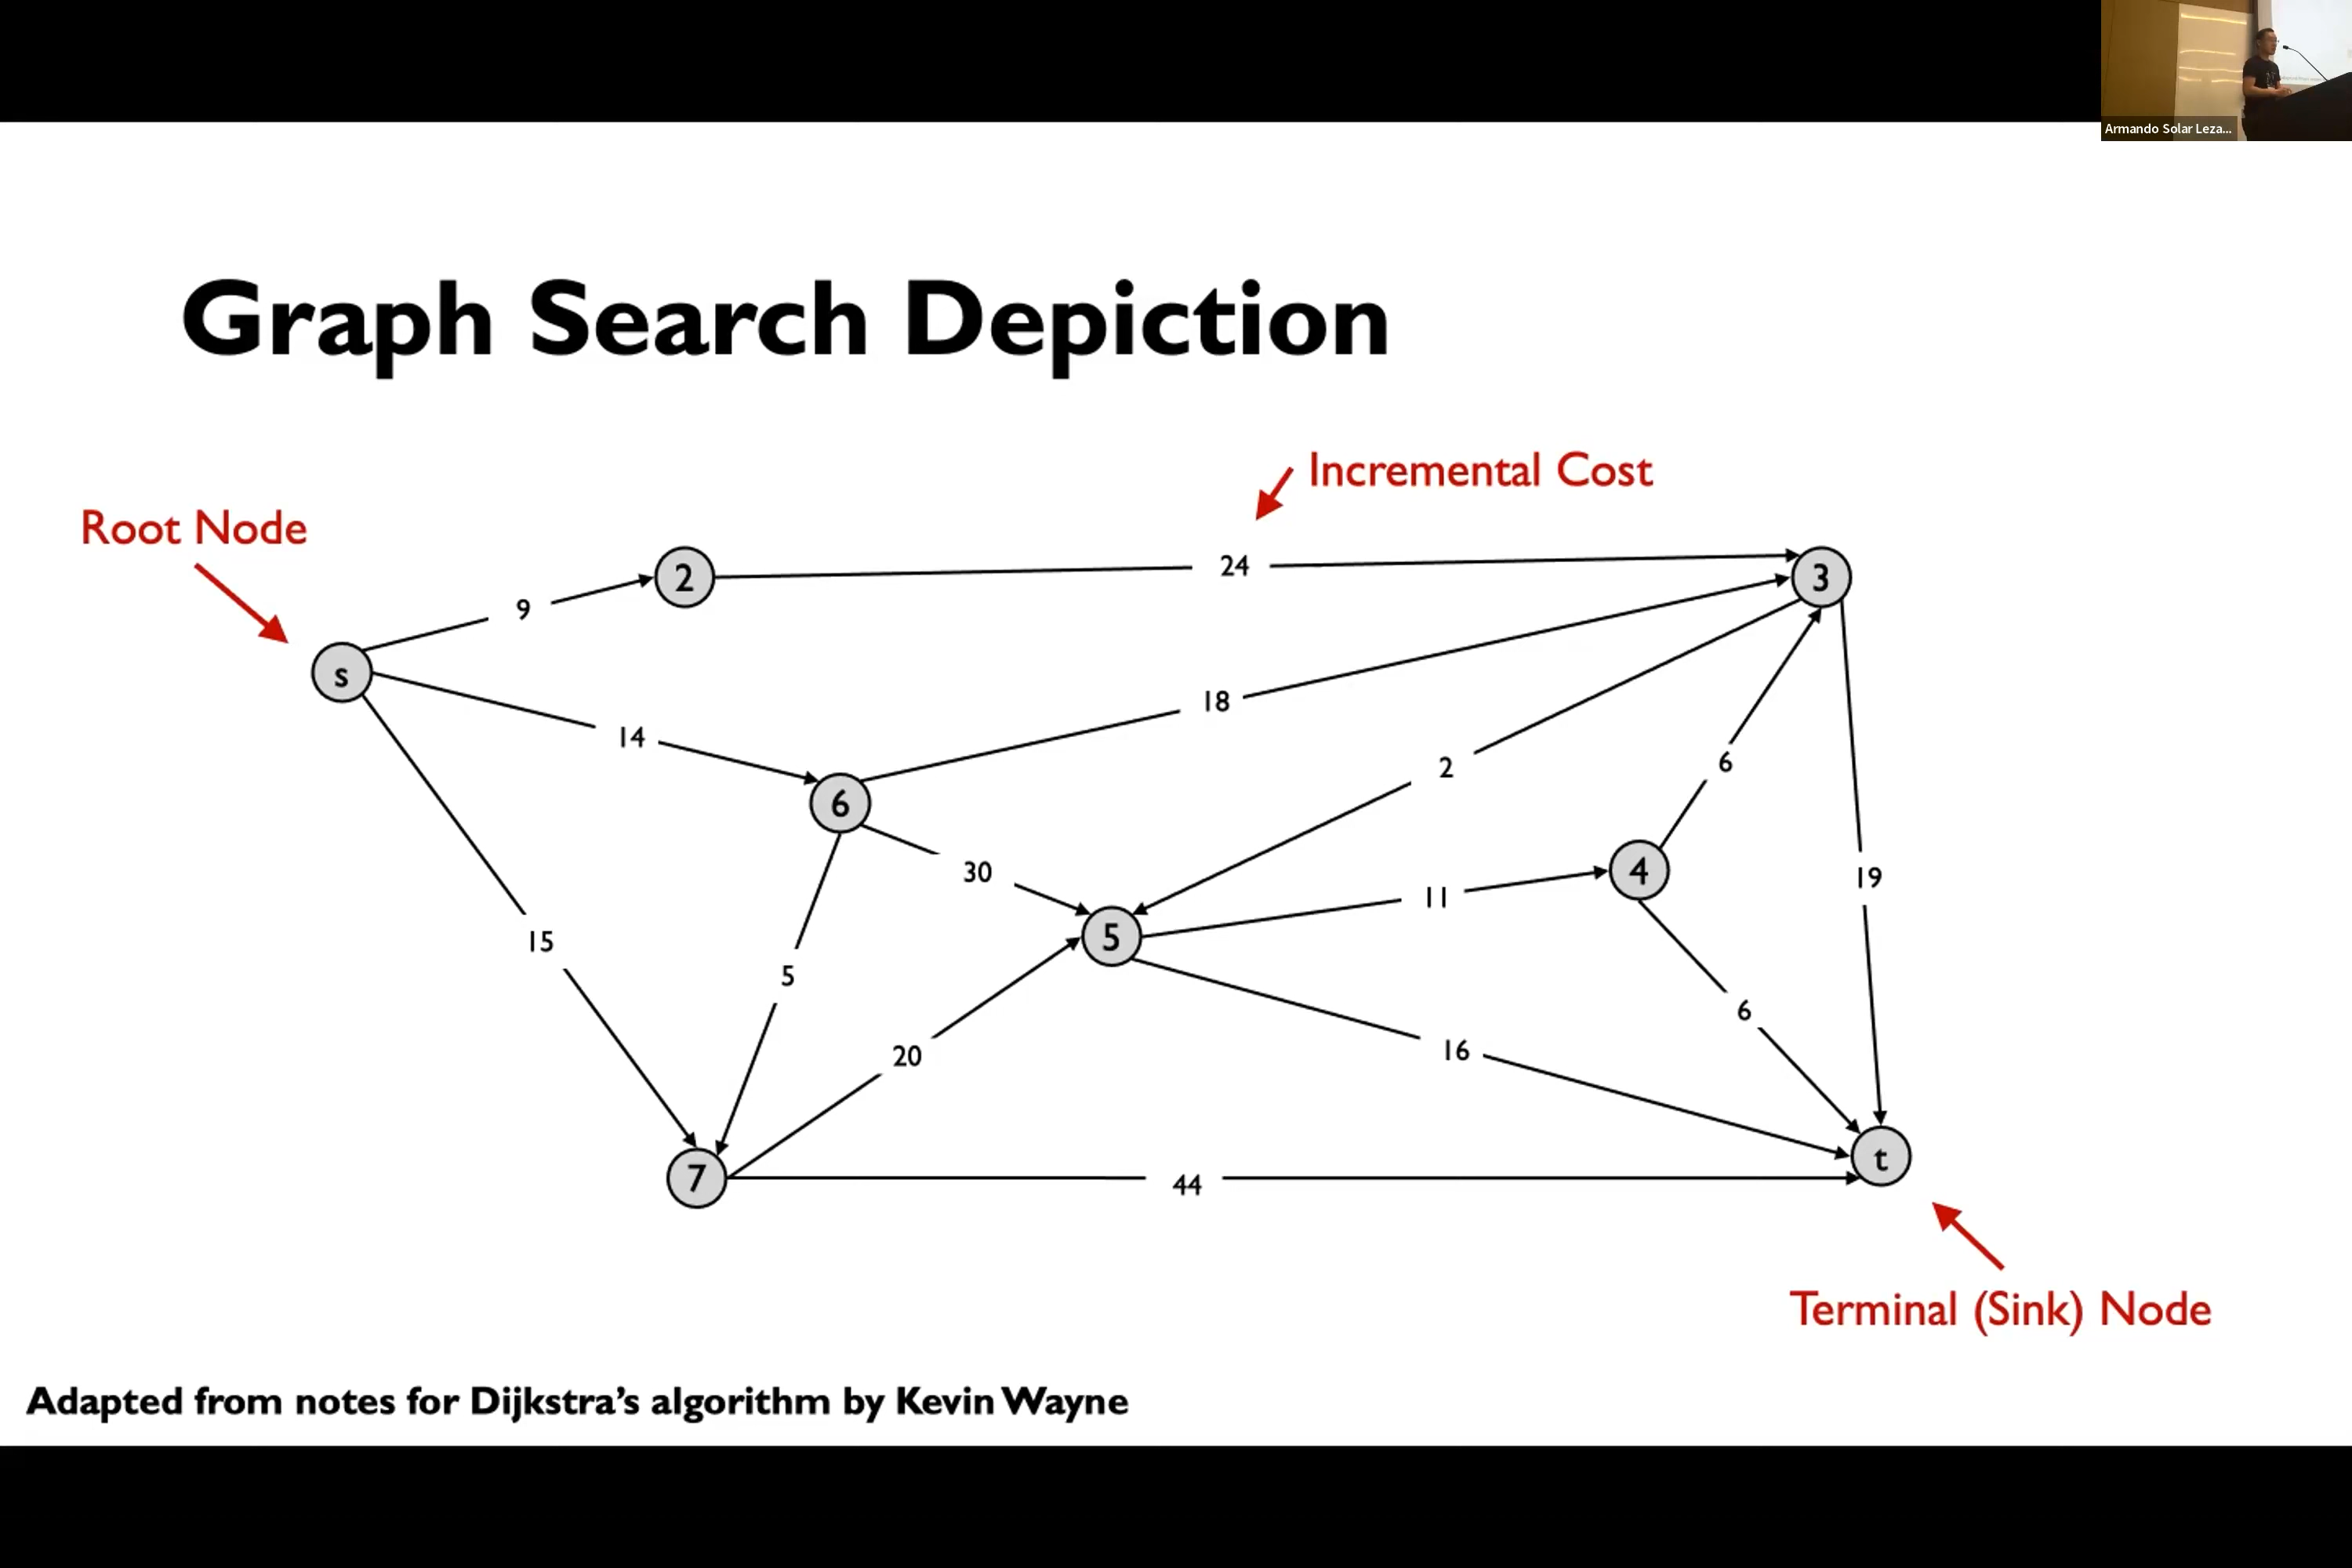 Armando Solar Leza...
Graph Search Depiction
Incremental Cost
Root Node
2
24
3
9
s
18
14
2
6
6
30
4
19
11
5
15
5
6
20
16
t
7
44
Terminal (Sink) Node
Adapted from notes for Dijkstra's algorithm by Kevin Wayne